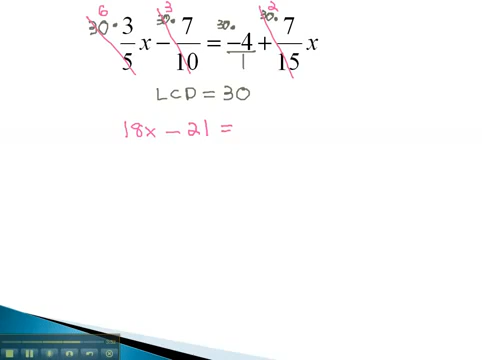 6 3 2
30· 3/5 x − 30· 7/10 = 30· −4/1 + 30· 7/15 x
LCD = 30
18x − 21 =